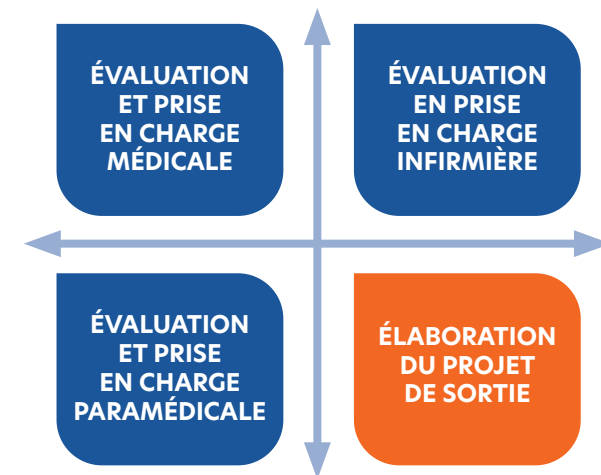 ÉVALUATION
ET PRISE
EN CHARGE
MÉDICALE
ÉVALUATION
EN PRISE
EN CHARGE
INFIRMIÈRE
ÉVALUATION
ET PRISE
EN CHARGE
PARAMÉDICALE
ÉLABORATION
DU PROJET
DE SORTIE